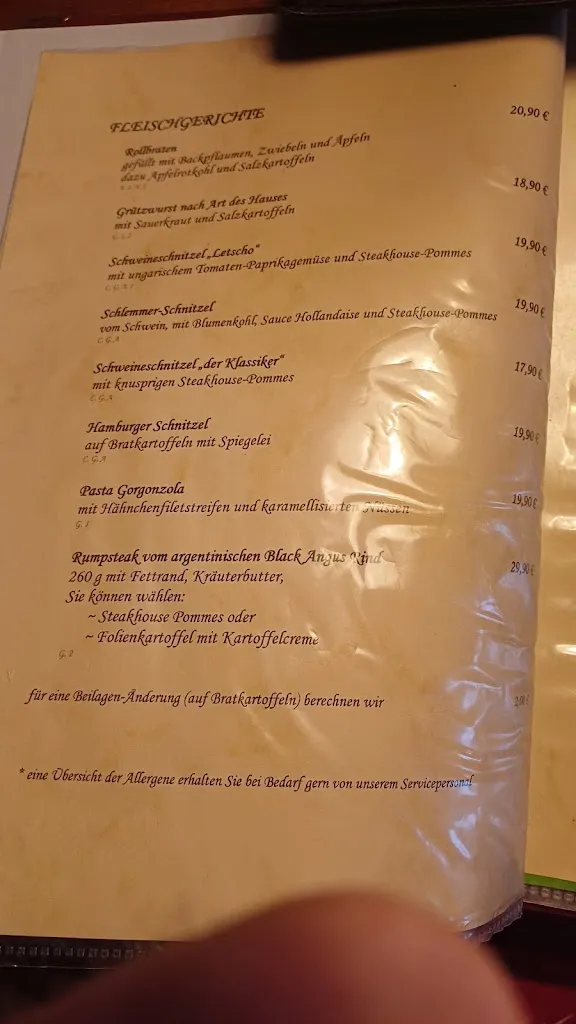 FLEISCHGERICHTE
Rollbraten 20,90 €
gefüllt mit Backpflaumen, Zwiebeln und Äpfeln
dazu Apfelrotkohl und Salzkartoffeln
Grützwurst nach Art des Hauses 18,90 €
mit Sauerkraut und Salzkartoffeln
Schweineschnitzel „Letscho“ 19,90 €
mit ungarischem Tomaten-Paprikagemüse und Steakhouse-Pommes
Schlemmer-Schnitzel 19,90 €
vom Schwein, mit Blumenkohl, Sauce Hollandaise und Steakhouse-Pommes
C, G, A
Schweineschnitzel „der Klassiker“ 17,90 €
mit knusprigen Steakhouse-Pommes
C, G, A
Hamburger Schnitzel 19,90 €
auf Bratkartoffeln mit Spiegelei
C, G, A
Pasta Gorgonzola 19,90 €
mit Hähnchenfiletstreifen und karamellisierten Nüssen
Rumpsteak vom argentinischen Black Angus Rind 29,90 €
260 g mit Fettrand, Kräuterbutter,
Sie können wählen:
~ Steakhouse Pommes oder
~ Folienkartoffel mit Kartoffelcreme
für eine Beilagen-Änderung (auf Bratkartoffeln) berechnen wir
* eine Übersicht der Allergene erhalten Sie bei Bedarf gern von unserem Servicepersonal